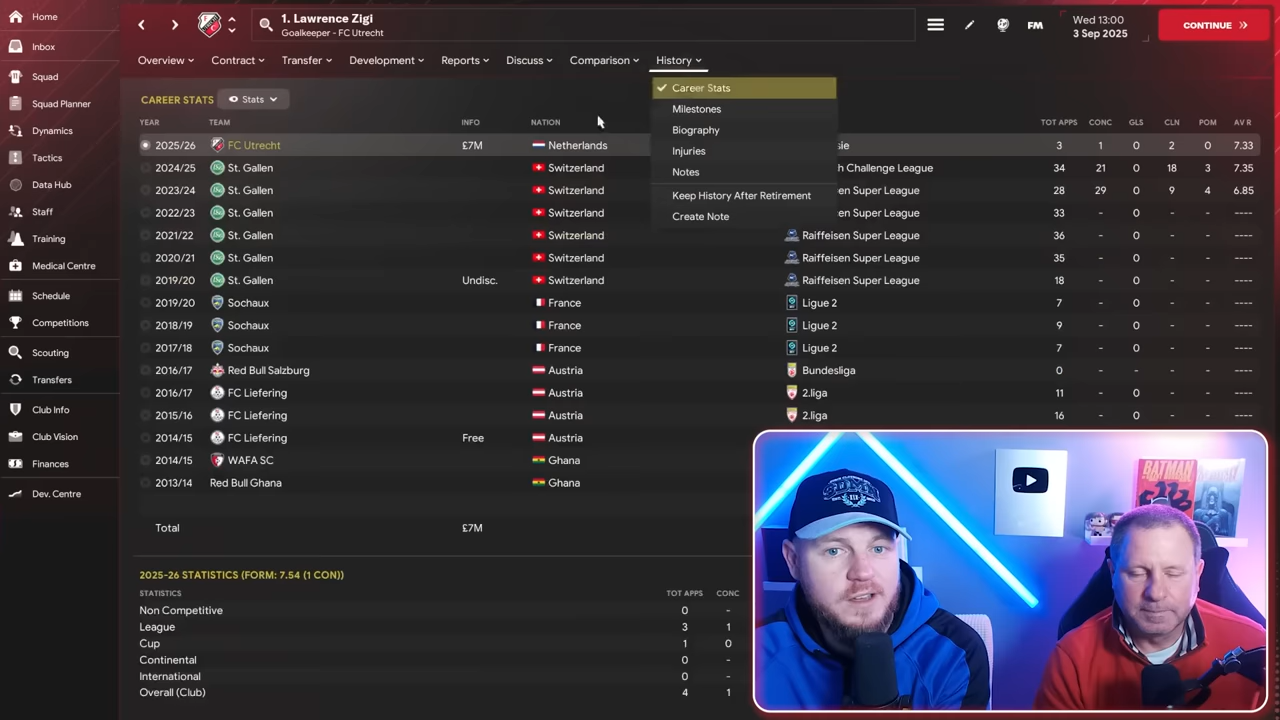 Home
Inbox
Squad
Squad Planner
Dynamics
Tactics
Data Hub
Staff
Training
Medical Centre
Schedule
Competitions
Scouting
Transfers
Club Info
Club Vision
Finances
Dev. Centre
1. Lawrence Zigi
Goalkeeper - FC Utrecht
FM
Wed 13:00
3 Sep 2025
CONTINUE
Overview Contract Transfer Development Reports Discuss Comparison History
CAREER STATS Stats
Career Stats
Milestones
Biography
Injuries
Notes
Keep History After Retirement
Create Note
YEAR TEAM INFO NATION TOT APPS CONC GLS CLN POM AV R
2025/26 FC Utrecht £7M Netherlands sie 3 1 0 2 0 7.33
2024/25 St. Gallen Switzerland h Challenge League 34 21 0 18 3 7.35
2023/24 St. Gallen Switzerland Raiffeisen Super League 28 29 0 9 4 6.85
2022/23 St. Gallen Switzerland Raiffeisen Super League 33 - 0 - - ----
2021/22 St. Gallen Switzerland Raiffeisen Super League 36 - 0 - - ----
2020/21 St. Gallen Switzerland Raiffeisen Super League 35 - 0 - - ----
2019/20 St. Gallen Undisc. Switzerland Raiffeisen Super League 18 - 0 - - ----
2019/20 Sochaux France Ligue 2 7 - 0 - - ----
2018/19 Sochaux France Ligue 2 9 - 0 - - ----
2017/18 Sochaux France Ligue 2 7 - 0 - - ----
2016/17 Red Bull Salzburg Austria Bundesliga 0 - - - - ----
2016/17 FC Liefering Austria 2.liga 11 - 0 - - ----
2015/16 FC Liefering Austria 2.liga 16 - 0 - - ----
2014/15 FC Liefering Free Austria
2014/15 WAFA SC Ghana
2013/14 Red Bull Ghana Ghana
Total £7M
2025-26 STATISTICS (FORM: 7.54 (1 CON))
STATISTICS TOT APPS CONC
Non Competitive 0 -
League 3 1
Cup 1 0
Continental 0 -
International 0 -
Overall (Club) 4 1
BATMAN